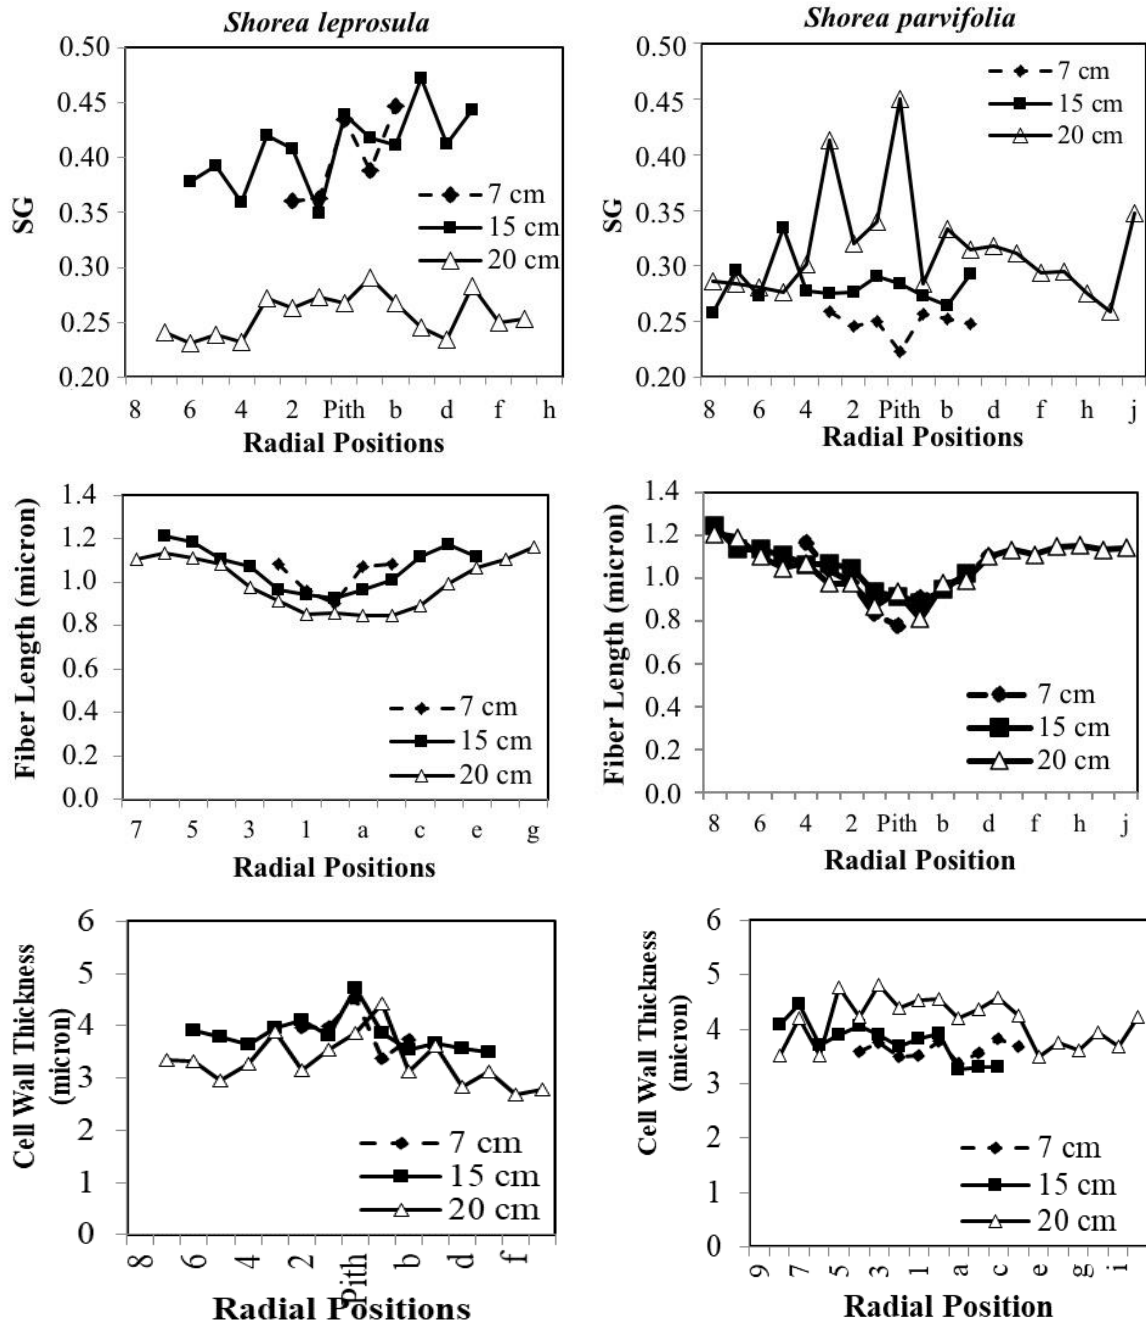 Shorea leprosula
0.50
0.45
0.40
0.35
0.30
0.25
0.20
SG
7 cm
15 cm
20 cm
8 6 4 2 Pith b d f h
Radial Positions
Shorea parvifolia
0.50
0.45
0.40
0.35
0.30
0.25
0.20
SG
7 cm
15 cm
20 cm
8 6 4 2 Pith b d f h j
Radial Positions
1.4
1.2
1.0
0.8
0.6
0.4
0.2
0.0
Fiber Length (micron)
7 cm
15 cm
20 cm
7 5 3 1 a c e g
Radial Positions
1.4
1.2
1.0
0.8
0.6
0.4
0.2
0.0
Fiber Length (micron)
7 cm
15 cm
20 cm
8 6 4 2 Pith b d f h j
Radial Position
6
5
4
3
2
1
0
Cell Wall Thickness
(micron)
7 cm
15 cm
20 cm
8 6 4 2 Pith b d f
Radial Positions
6
5
4
3
2
1
0
Cell Wall Thickness
(micron)
7 cm
15 cm
20 cm
9 7 5 3 1 a c e g i
Radial Position